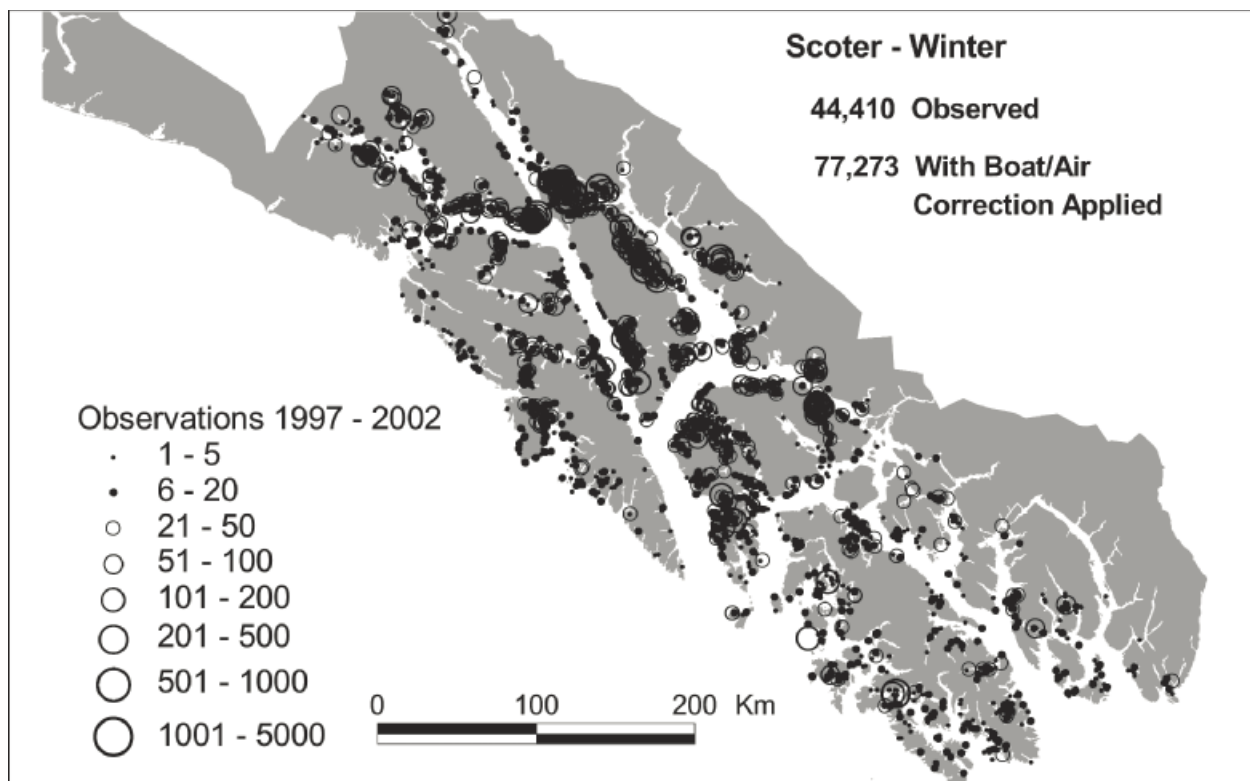 Scoter - Winter
44,410 Observed
77,273 With Boat/Air
Correction Applied
Observations 1997 - 2002
1 - 5
6 - 20
21 - 50
51 - 100
101 - 200
201 - 500
501 - 1000
1001 - 5000
0 100 200 Km